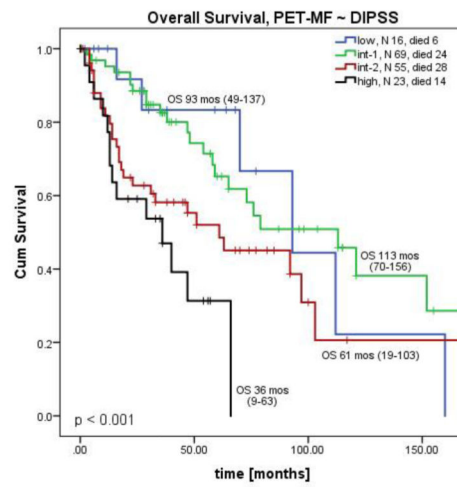 Overall Survival, PET-MF ~ DIPSS
low, N 16, died 6
int-1, N 69, died 24
int-2, N 55, died 28
high, N 23, died 14
OS 93 mos (49-137)
OS 113 mos
(70-156)
OS 61 mos (19-103)
OS 36 mos
(9-63)
p < 0.001
Cum Survival
1.0
0.8
0.6
0.4
0.2
0.0
.00
50.00
100.00
150.00
time [months]